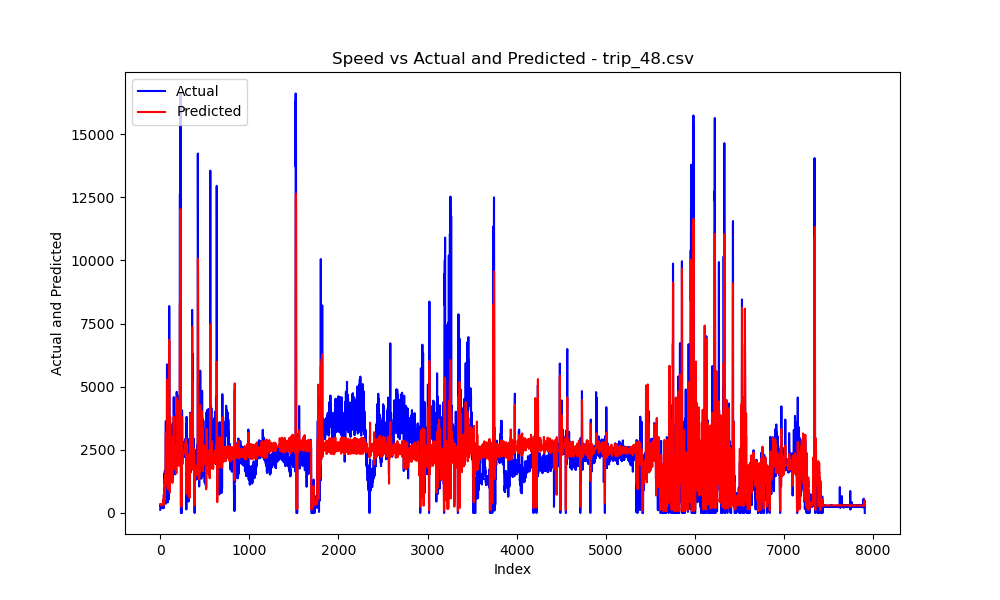 Speed vs Actual and Predicted - trip_48.csv
Actual
Predicted
15000
12500
10000
7500
5000
2500
0
Actual and Predicted
0 1000 2000 3000 4000 5000 6000 7000 8000
Index